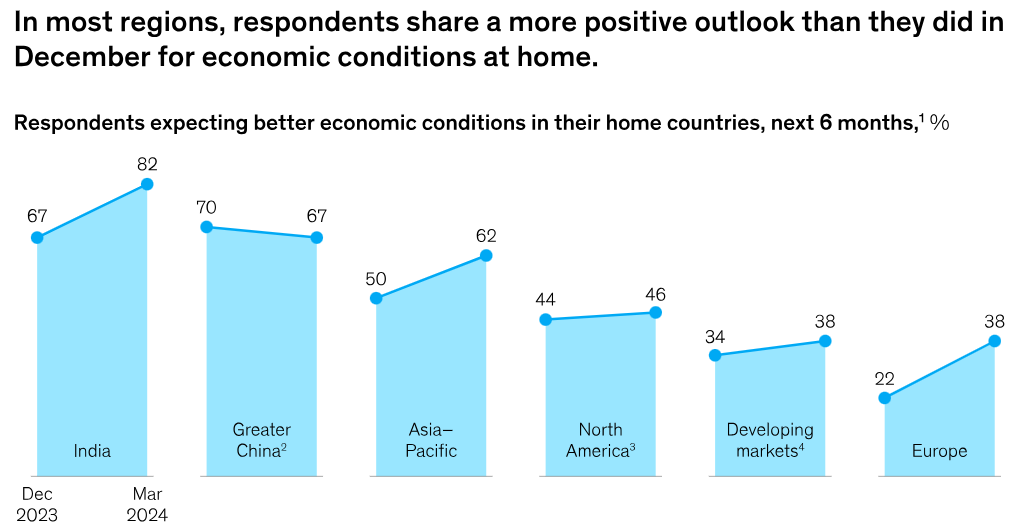 In most regions, respondents share a more positive outlook than they did in
December for economic conditions at home.
Respondents expecting better economic conditions in their home countries, next 6 months,¹ %
67
82
India
Dec
2023
Mar
2024
70
67
Greater
China²
50
62
Asia–
Pacific
44
46
North
America³
34
38
Developing
markets⁴
22
38
Europe